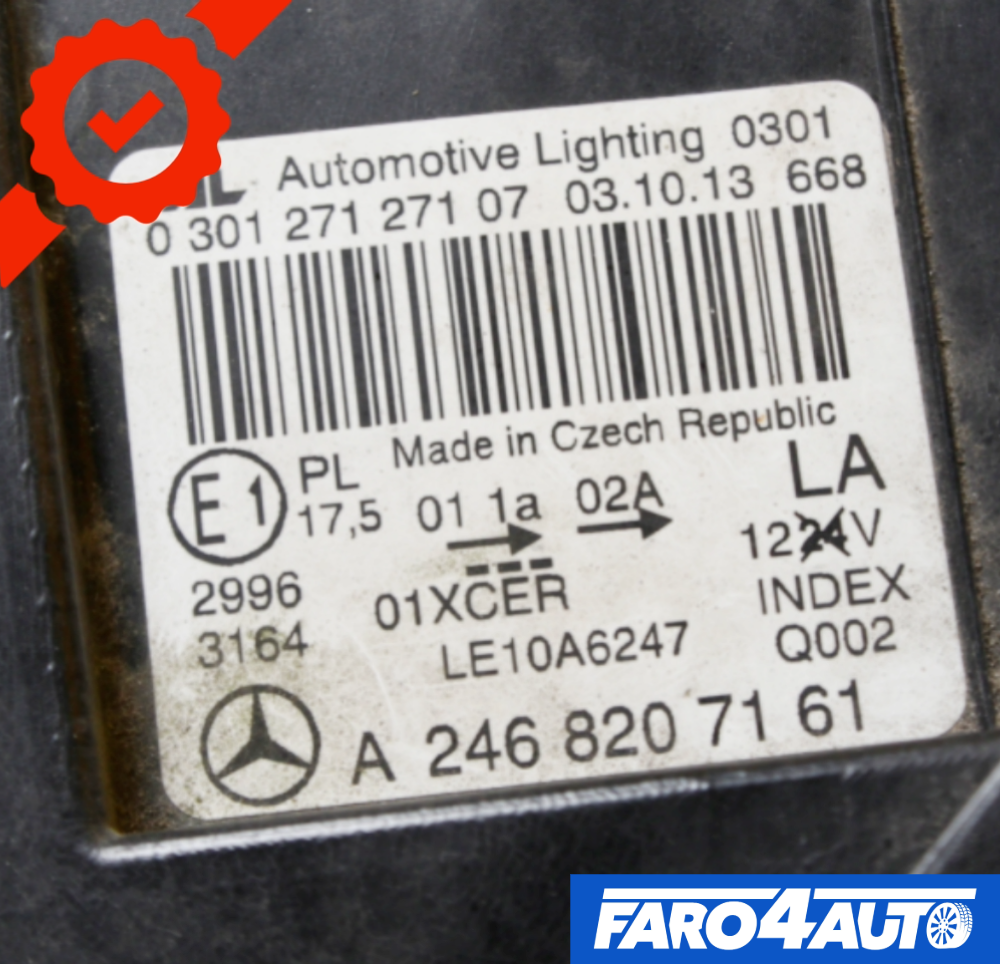 Automotive Lighting 0301
0 301 271 271 07 03.10.13 668
Made in Czech Republic
E1 PL
17,5 01 1a 02A LA
1224V
2996 01XCER INDEX
3164 LE10A6247 Q002
A 246 820 71 61
FARO4AUTO